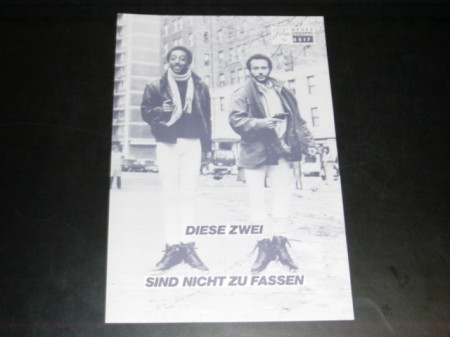 DIESE ZWEI
SIND NICHT ZU FASSEN